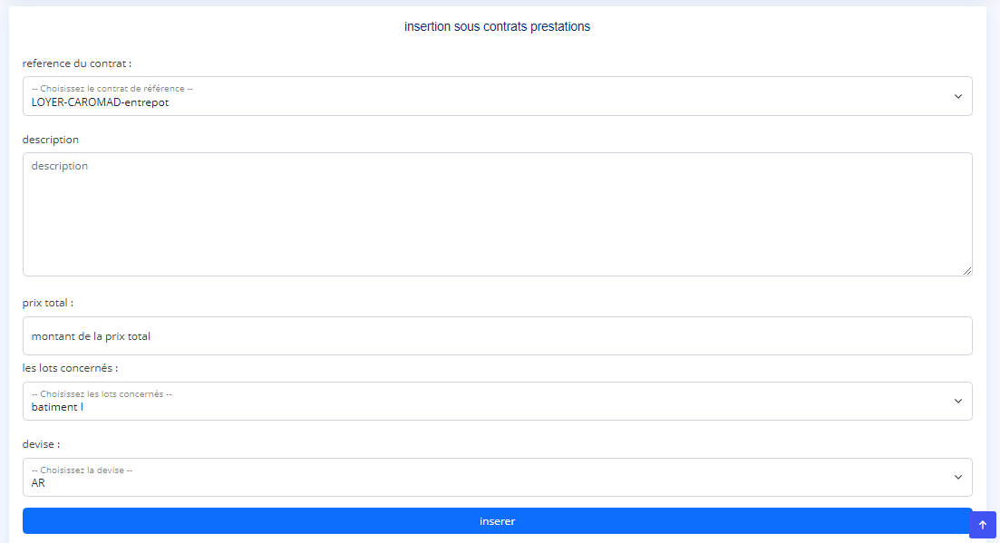 insertion sous contrats prestations
reference du contrat :
-- Choisissez le contrat de référence --
LOYER-CAROMAD-entrepot
description
description
prix total :
montant de la prix total
les lots concernés :
-- Choisissez les lots concernés --
batiment I
devise :
-- Choisissez la devise --
AR
inserer